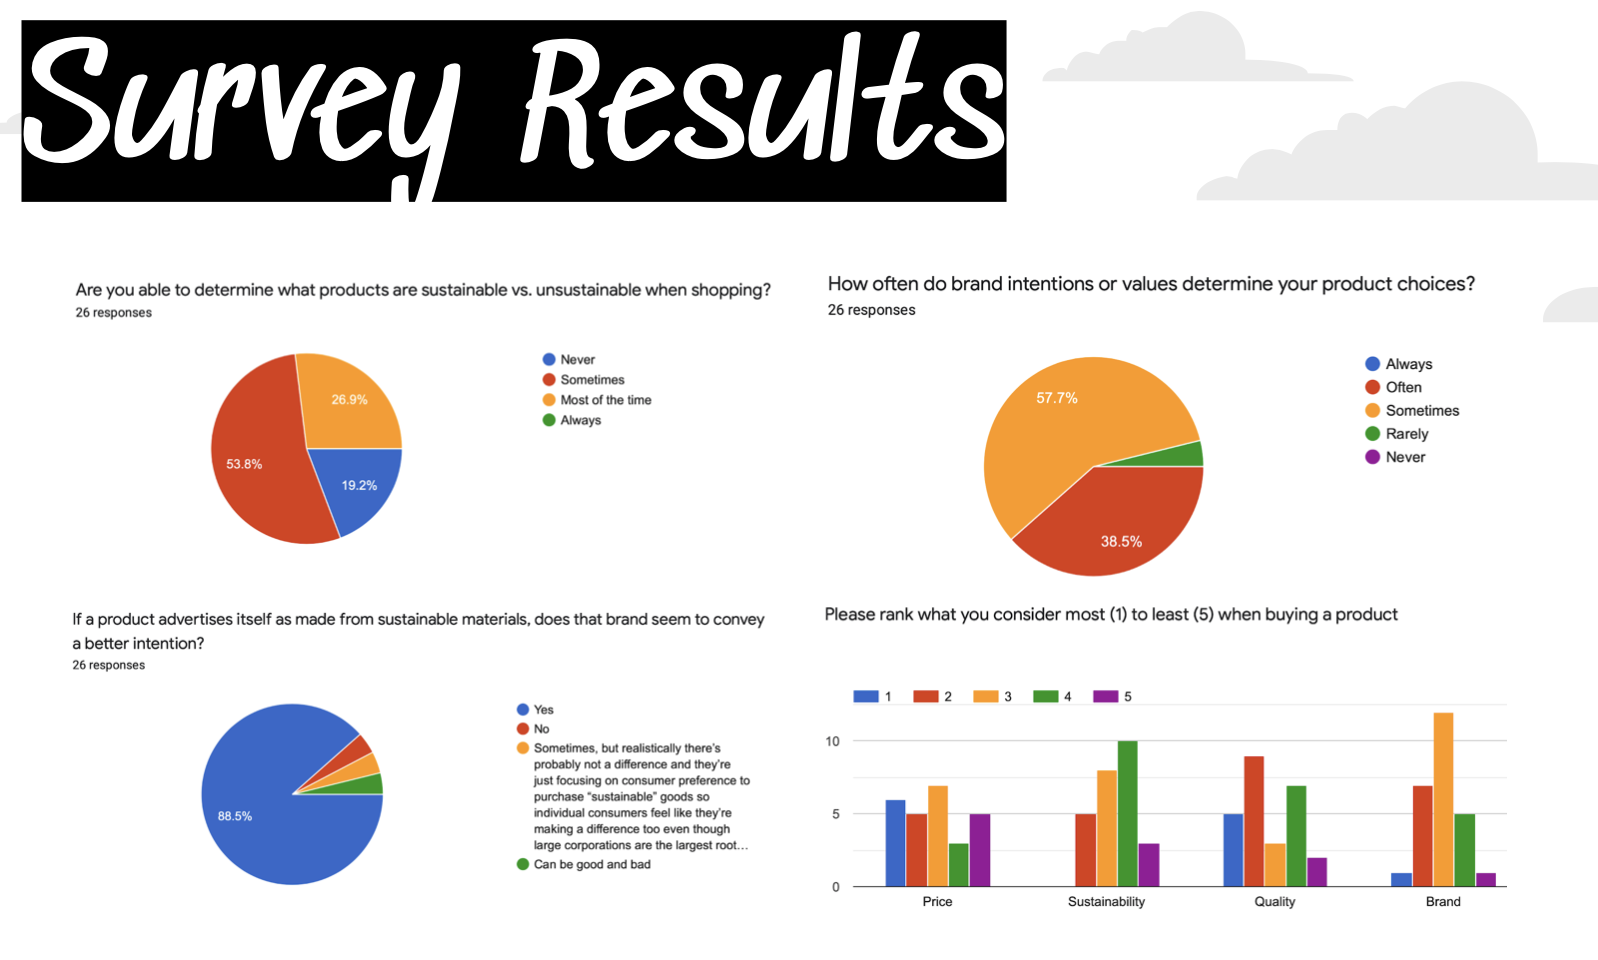 Survey Results
Are you able to determine what products are sustainable vs. unsustainable when shopping?
26 responses
Never
Sometimes
Most of the time
Always
26.9%
53.8%
19.2%
How often do brand intentions or values determine your product choices?
26 responses
Always
Often
Sometimes
Rarely
Never
57.7%
38.5%
If a product advertises itself as made from sustainable materials, does that brand seem to convey
a better intention?
26 responses
Yes
No
Sometimes, but realistically there's
probably not a difference and they're
just focusing on consumer preference to
purchase “sustainable” goods so
individual consumers feel like they're
making a difference too even though
large corporations are the largest root...
Can be good and bad
88.5%
Please rank what you consider most (1) to least (5) when buying a product
1 2 3 4 5
10
5
0
Price Sustainability Quality Brand